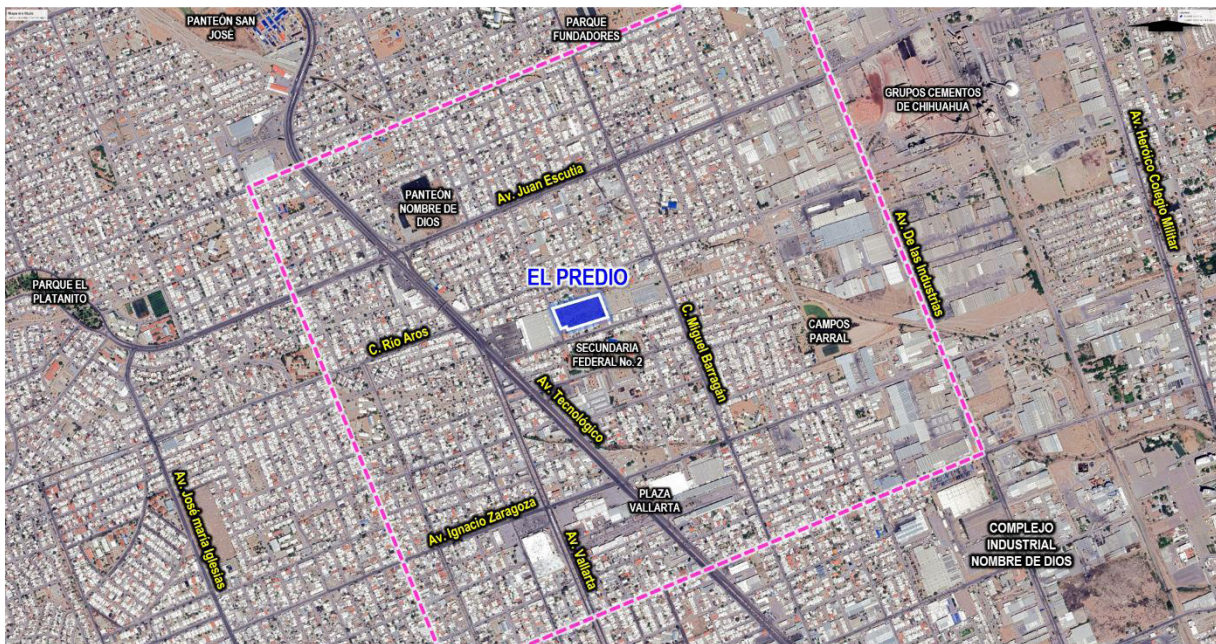 PANTEÓN SAN
JOSÉ
PARQUE
FUNDADORES
GRUPOS CEMENTOS
DE CHIHUAHUA
Av. Heróico Colegio Militar
Av. Juan Escutia
PANTEÓN
NOMBRE DE
DIOS
Av. De las Industrias
EL PREDIO
PARQUE EL
PLATANITO
C. Río Aros
SECUNDARIA
FEDERAL No. 2
C. Miguel Barragán
CAMPOS
PARRAL
Av. Tecnológico
Av. José maría Iglesias
Av. Ignacio Zaragoza
PLAZA
VALLARTA
Av. Vallarta
COMPLEJO
INDUSTRIAL
NOMBRE DE DIOS